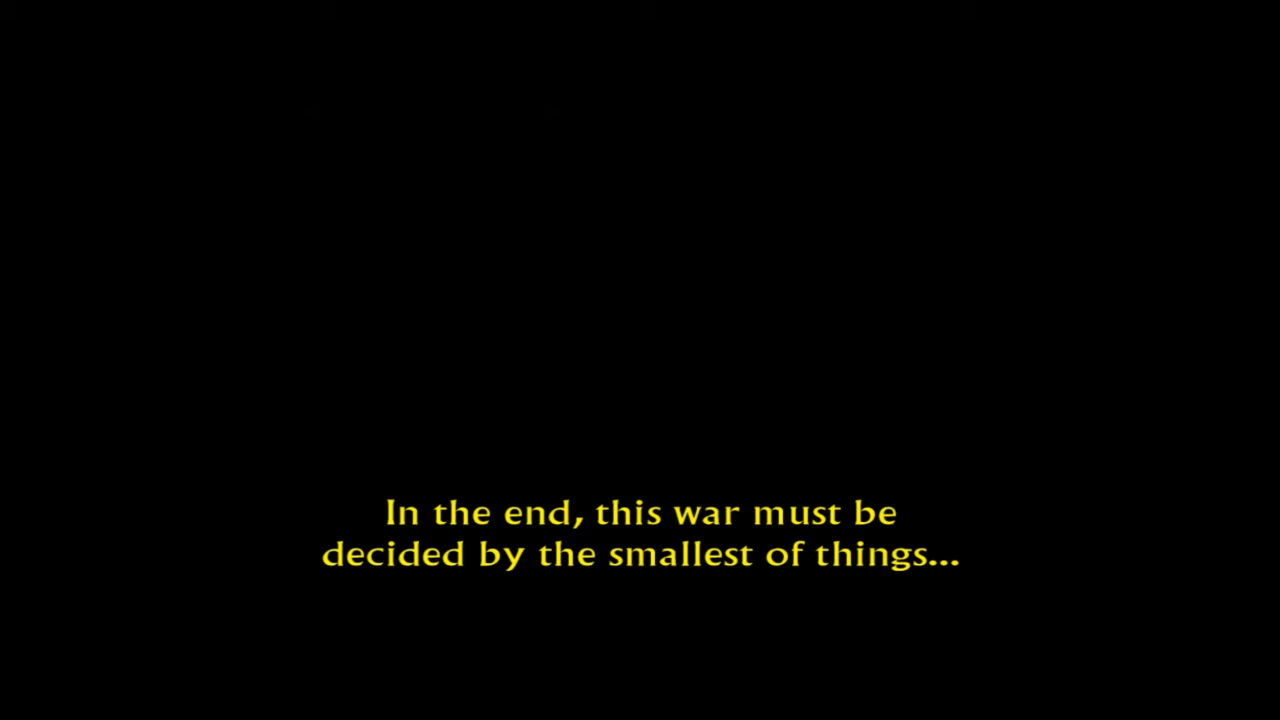 In the end, this war must be
decided by the smallest of things...